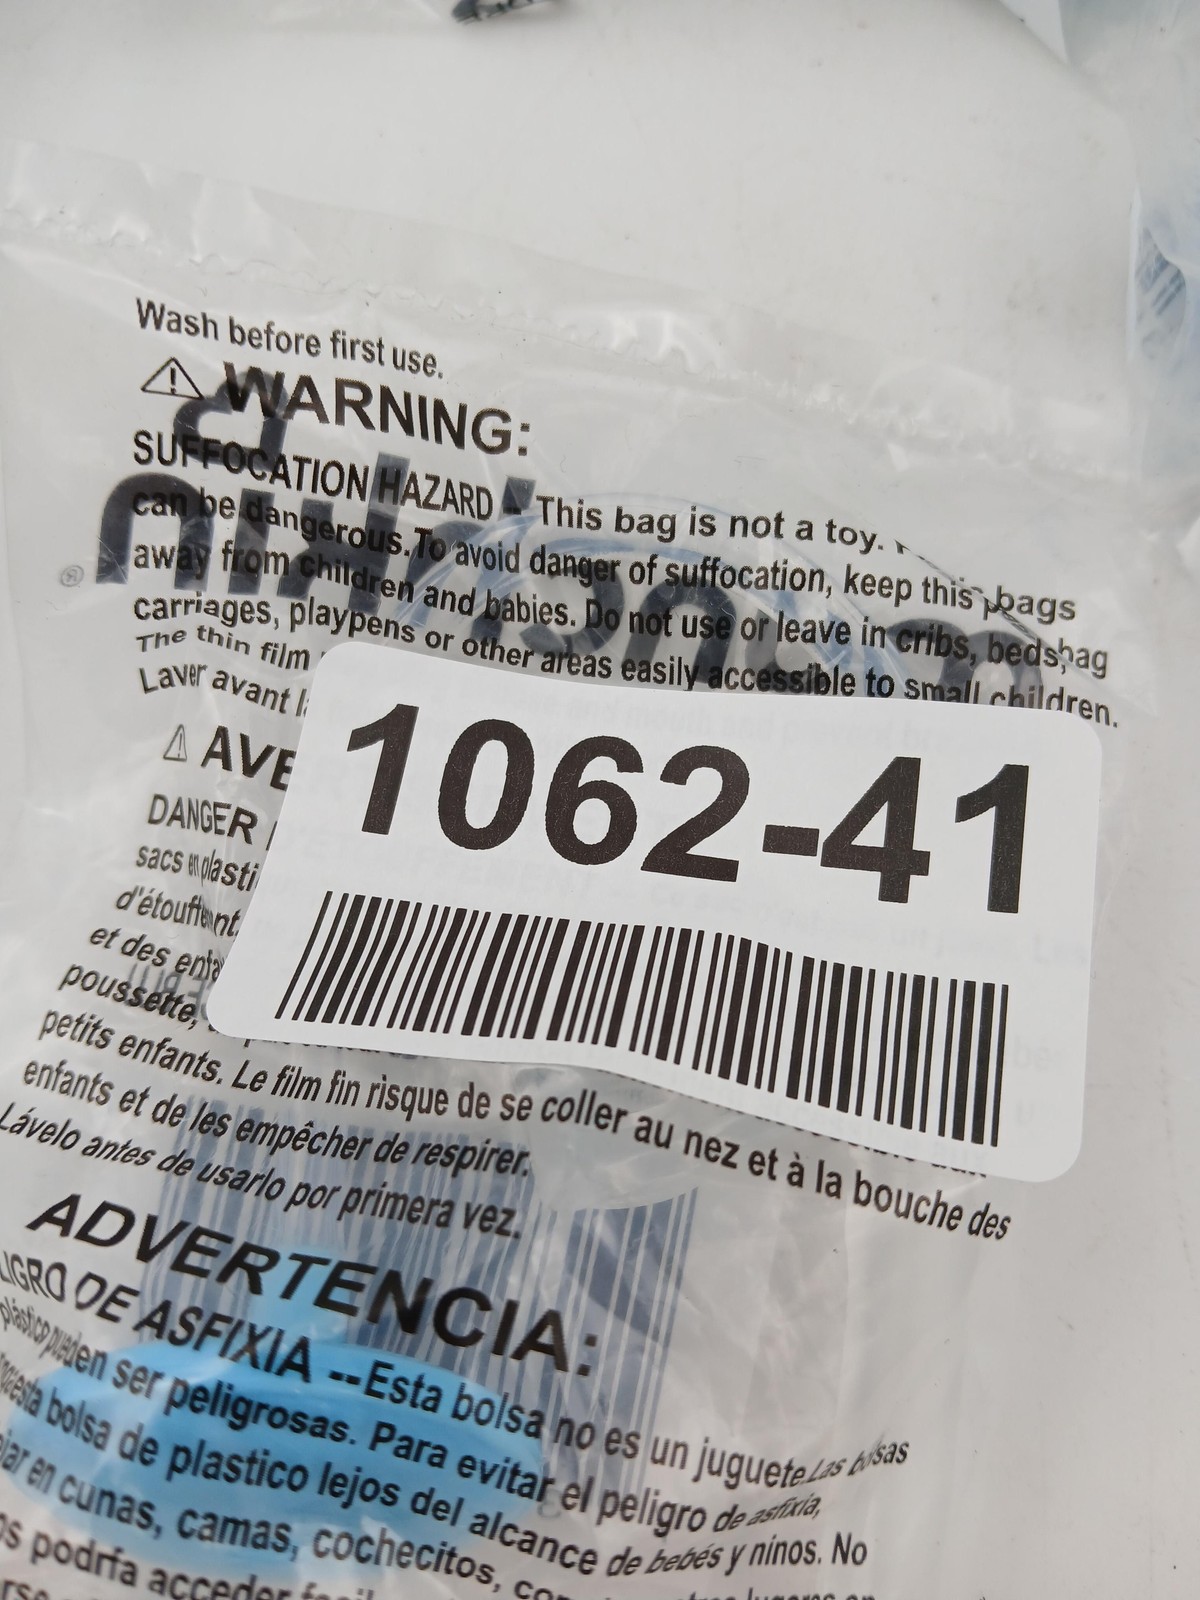 Wash before first use.
⚠ WARNING:
SUFFOCATION HAZARD - This bag is not a toy.
can be dangerous. To avoid danger of suffocation, keep this bags
away from children and babies. Do not use or leave in cribs, beds, bag
carriages, playpens or other areas easily accessible to small children.
The thin film
Laver avant
1062-41
⚠
DANGER
sacs en
et des
poussette,
petits enfants. Le film fin risque de se coller au nez et à la bouche des
enfants et de les empêcher de respirer.
Lávelo antes de usarlo por primera vez.
ADVERTENCIA:
DE ASFIXIA --Esta bolsa no es un juguete. Las bolsas
plástico pueden ser peligrosas. Para evitar el peligro de asfixia,
esta bolsa de plastico lejos del alcance de bebés y ninos. No
en cunas, camas, cochecitos,
podría acceder
munchkin
®